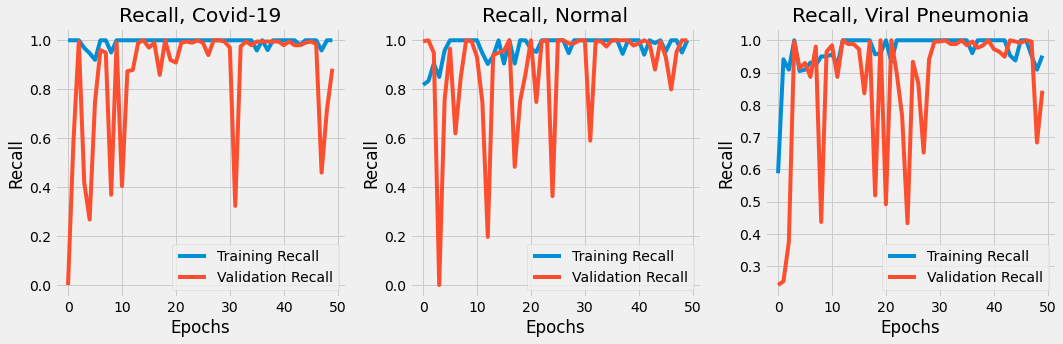 Recall, Covid-19
1.0
0.8
0.6
0.4
0.2
0.0
Recall
Training Recall
Validation Recall
0
10
20
30
40
50
Epochs
Recall, Normal
1.0
0.8
0.6
0.4
0.2
0.0
Recall
Training Recall
Validation Recall
0
10
20
30
40
50
Epochs
Recall, Viral Pneumonia
1.0
0.9
0.8
0.7
0.6
0.5
0.4
0.3
Recall
Training Recall
Validation Recall
0
10
20
30
40
50
Epochs